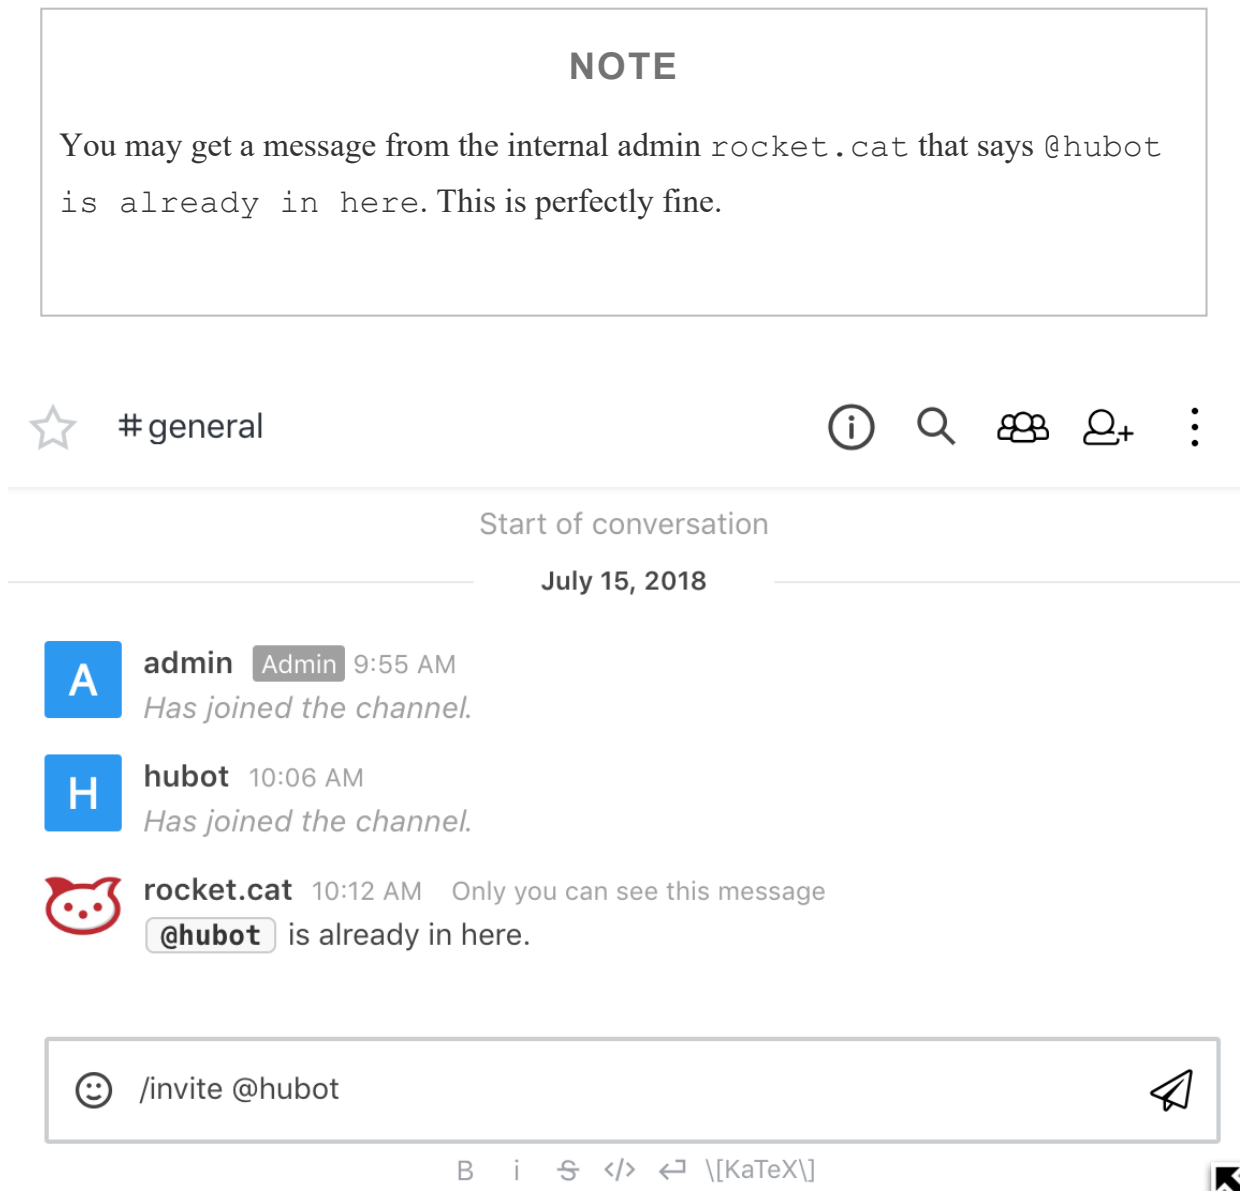 NOTE
You may get a message from the internal admin rocket.cat that says @hubot
is already in here. This is perfectly fine.
#general
Start of conversation
July 15, 2018
A
admin Admin 9:55 AM
Has joined the channel.
H
hubot 10:06 AM
Has joined the channel.
rocket.cat 10:12 AM Only you can see this message
@hubot is already in here.
/invite @hubot
B i S </> \[KaTeX\]